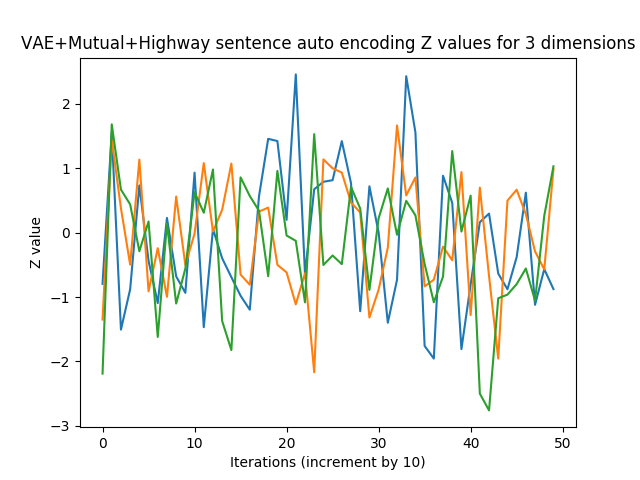 VAE+Mutual+Highway sentence auto encoding Z values for 3 dimensions
2
1
0
−1
−2
−3
Z value
0 10 20 30 40 50
Iterations (increment by 10)